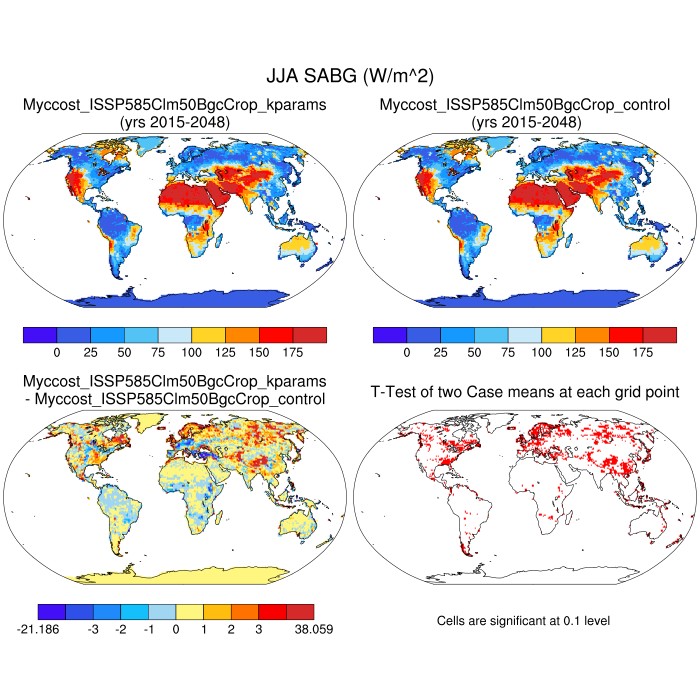 JJA SABG (W/m^2)
Myccost_ISSP585Clm50BgcCrop_kparams
(yrs 2015-2048)
Myccost_ISSP585Clm50BgcCrop_control
(yrs 2015-2048)
0 25 50 75 100 125 150 175
0 25 50 75 100 125 150 175
Myccost_ISSP585Clm50BgcCrop_kparams
- Myccost_ISSP585Clm50BgcCrop_control
T-Test of two Case means at each grid point
-21.186 -3 -2 -1 0 1 2 3 38.059
Cells are significant at 0.1 level